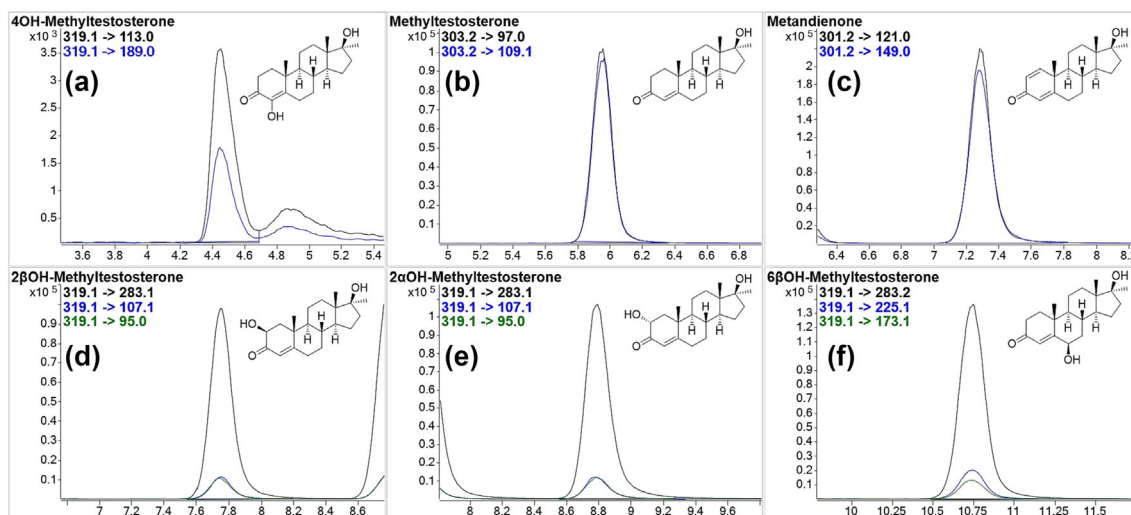 4OH-Methyltestosterone
x10 3
319.1 -> 113.0
319.1 -> 189.0
(a)
OH
H
H
H
O
OH
3.5
3
2.5
2
1.5
1
0.5
3.6 3.8 4 4.2 4.4 4.6 4.8 5 5.2 5.4
Methyltestosterone
x10 5
303.2 -> 97.0
303.2 -> 109.1
(b)
OH
H
H
H
O
1
0.9
0.8
0.7
0.6
0.5
0.4
0.3
0.2
0.1
5 5.2 5.4 5.6 5.8 6 6.2 6.4 6.6 6.8
Metandienone
x10 5
301.2 -> 121.0
301.2 -> 149.0
(c)
OH
H
H
H
O
2
1.8
1.6
1.4
1.2
1
0.8
0.6
0.4
0.2
6.4 6.6 6.8 7 7.2 7.4 7.6 7.8 8 8.2
2βOH-Methyltestosterone
x10 5
319.1 -> 283.1
319.1 -> 107.1
319.1 -> 95.0
(d)
OH
HO
H
H
H
O
0.9
0.8
0.7
0.6
0.5
0.4
0.3
0.2
0.1
7 7.2 7.4 7.6 7.8 8 8.2 8.4 8.6
2αOH-Methyltestosterone
x10 5
319.1 -> 283.1
319.1 -> 107.1
319.1 -> 95.0
(e)
OH
HO
H
H
H
O
1
0.9
0.8
0.7
0.6
0.5
0.4
0.3
0.2
0.1
8 8.2 8.4 8.6 8.8 9 9.2 9.4 9.6
6βOH-Methyltestosterone
x10 5
319.1 -> 283.2
319.1 -> 225.1
319.1 -> 173.1
(f)
OH
H
H
H
O
OH
1.3
1.2
1.1
1
0.9
0.8
0.7
0.6
0.5
0.4
0.3
0.2
0.1
10 10.25 10.5 10.75 11 11.25 11.5